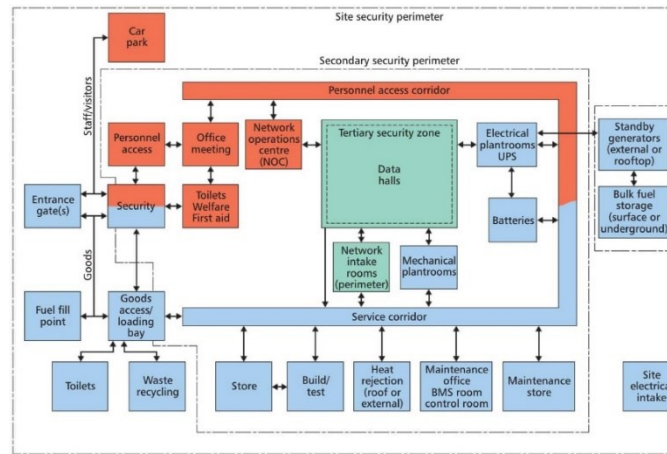 Site security perimeter
Car
park
Secondary security perimeter
Staff/visitors
Personnel access corridor
Personnel
access
Office
meeting
Network
operations
centre
(NOC)
Tertiary security zone
Data
halls
Electrical
plantrooms
UPS
Standby
generators
(external or
rooftop)
Entrance
gate(s)
Security
Toilets
Welfare
First aid
Batteries
Bulk fuel
storage
(surface or
underground)
Goods
Network
intake
rooms
(perimeter)
Mechanical
plantrooms
Fuel fill
point
Goods
access/
loading
bay
Service corridor
Toilets
Waste
recycling
Store
Build/
test
Heat
rejection
(roof or
external)
Maintenance
office
BMS room
control room
Maintenance
store
Site
electrical
intake